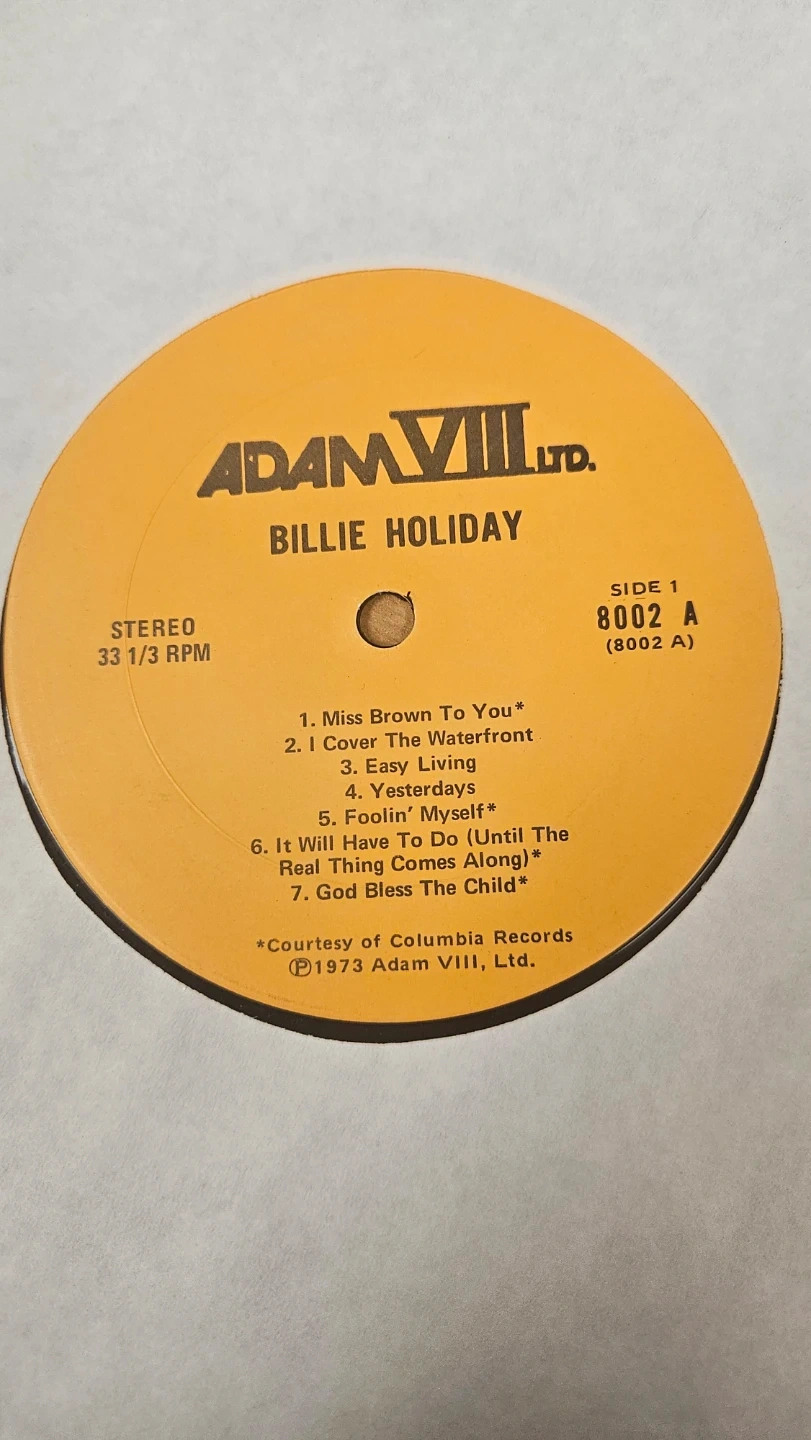 ADAM VIII LTD.
BILLIE HOLIDAY
STEREO
33 1/3 RPM
SIDE 1
8002 A
(8002 A)
1. Miss Brown To You*
2. I Cover The Waterfront
3. Easy Living
4. Yesterdays
5. Foolin' Myself*
6. It Will Have To Do (Until The
Real Thing Comes Along)*
7. God Bless The Child*
*Courtesy of Columbia Records
℗1973 Adam VIII, Ltd.